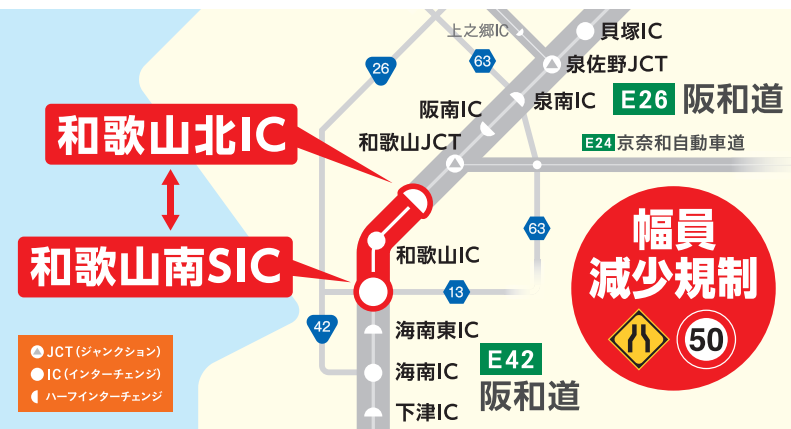 上之郷IC
貝塚IC
26
63
泉佐野JCT
泉南IC
E26 阪和道
阪南IC
和歌山北IC
和歌山JCT
E24 京奈和自動車道
63
幅員
減少規制
50
和歌山南SIC
和歌山IC
13
42
海南東IC
海南IC
E42
阪和道
下津IC
JCT(ジャンクション)
IC(インターチェンジ)
ハーフインターチェンジ